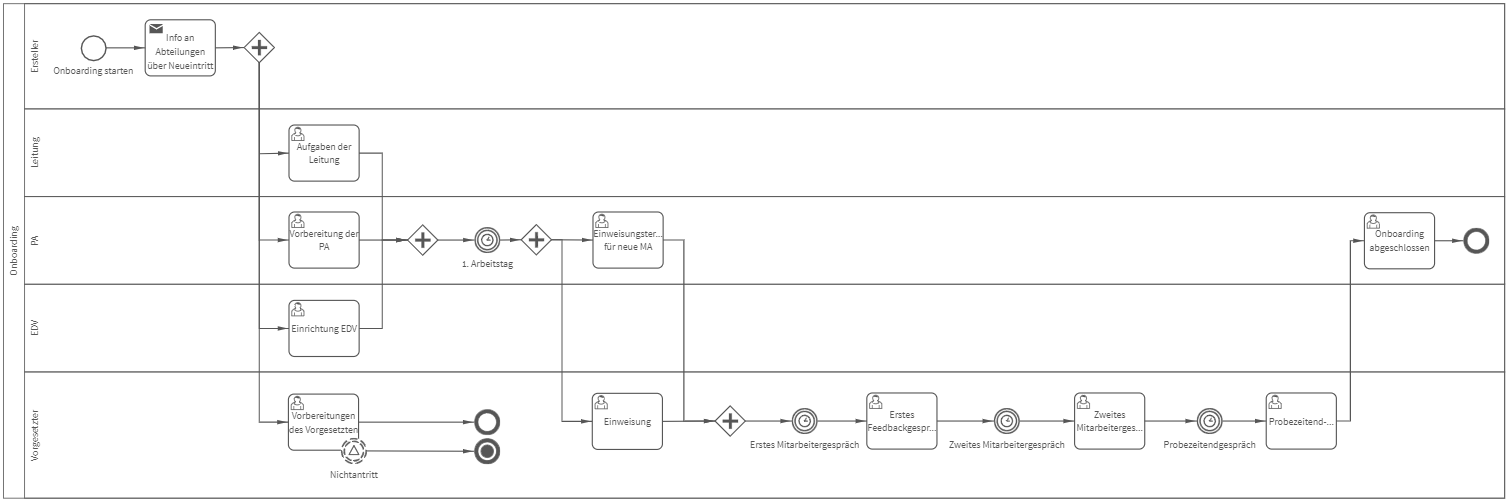 Onboarding
Ersteller
Onboarding starten
Info an
Abteilungen
über Neueintritt
Leitung
Aufgaben der
Leitung
PA
Vorbereitung der
PA
1. Arbeitstag
Einweisungster...
für neue MA
Onboarding
abgeschlossen
EDV
Einrichtung EDV
Vorgesetzter
Vorbereitungen
des Vorgesetzten
Nichtantritt
Einweisung
Erstes Mitarbeitergespräch
Erstes
Feedbackgespr...
Zweites Mitarbeitergespräch
Zweites
Mitarbeiterges...
Probezeitendgespräch
Probezeitend-...